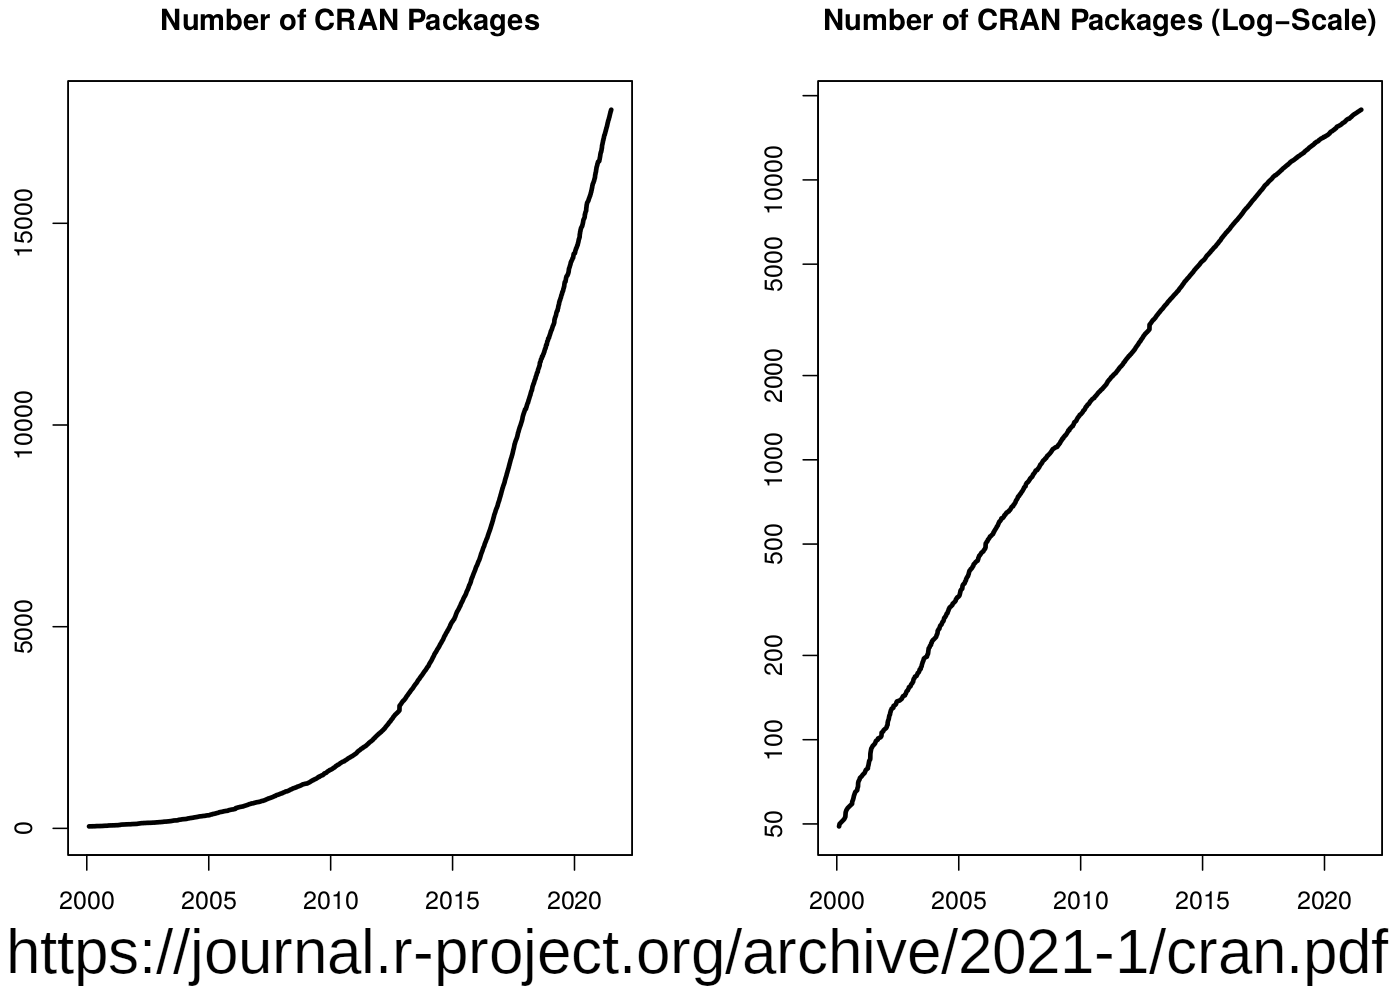 Number of CRAN Packages
15000
10000
5000
0
2000 2005 2010 2015 2020
Number of CRAN Packages (Log−Scale)
10000
5000
2000
1000
500
200
100
50
2000 2005 2010 2015 2020
https://journal.r-project.org/archive/2021-1/cran.pdf